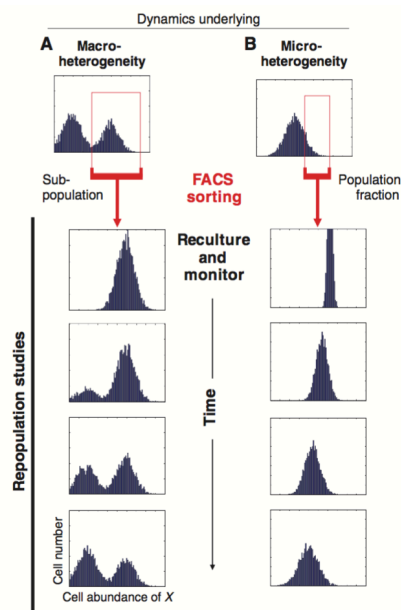 Dynamics underlying
A
Macro-
heterogeneity
B
Micro-
heterogeneity
Sub-
population
FACS
sorting
Population
fraction
Repopulation studies
Reculture and
monitor
Time
Cell number
Cell abundance of X